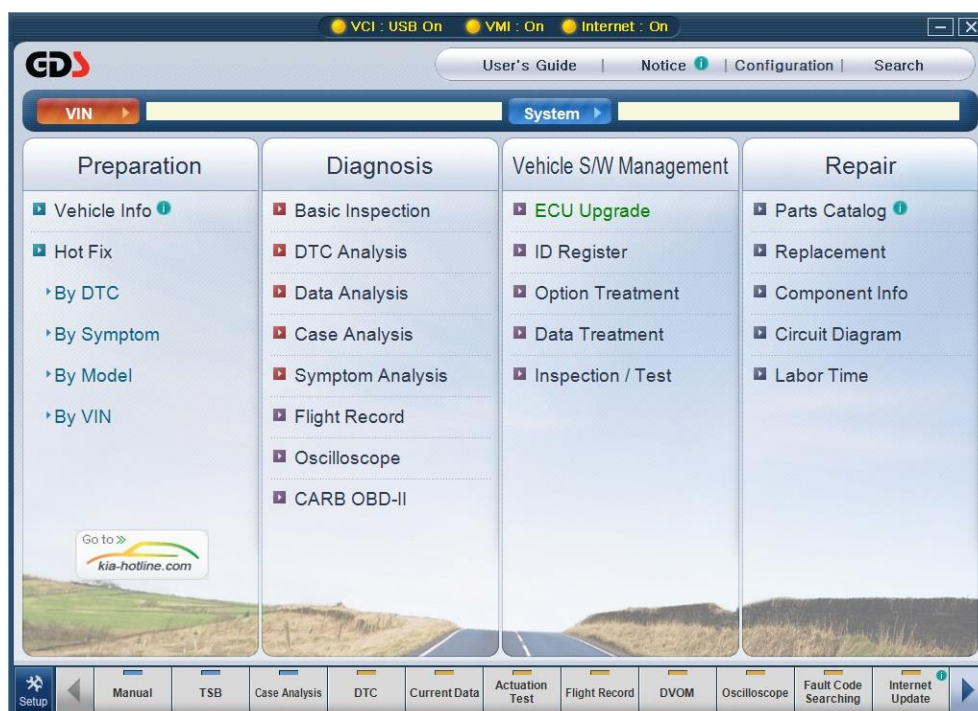 VCI : USB On VMI : On Internet : On
GDS
User's Guide | Notice i | Configuration | Search
VIN
System
Preparation
Vehicle Info i
Hot Fix
By DTC
By Symptom
By Model
By VIN
Go to »
kia-hotline.com
Diagnosis
Basic Inspection
DTC Analysis
Data Analysis
Case Analysis
Symptom Analysis
Flight Record
Oscilloscope
CARB OBD-II
Vehicle S/W Management
ECU Upgrade
ID Register
Option Treatment
Data Treatment
Inspection / Test
Repair
Parts Catalog i
Replacement
Component Info
Circuit Diagram
Labor Time
Setup
Manual
TSB
Case Analysis
DTC
Current Data
Actuation
Test
Flight Record
DVOM
Oscilloscope
Fault Code
Searching
Internet
Update
i